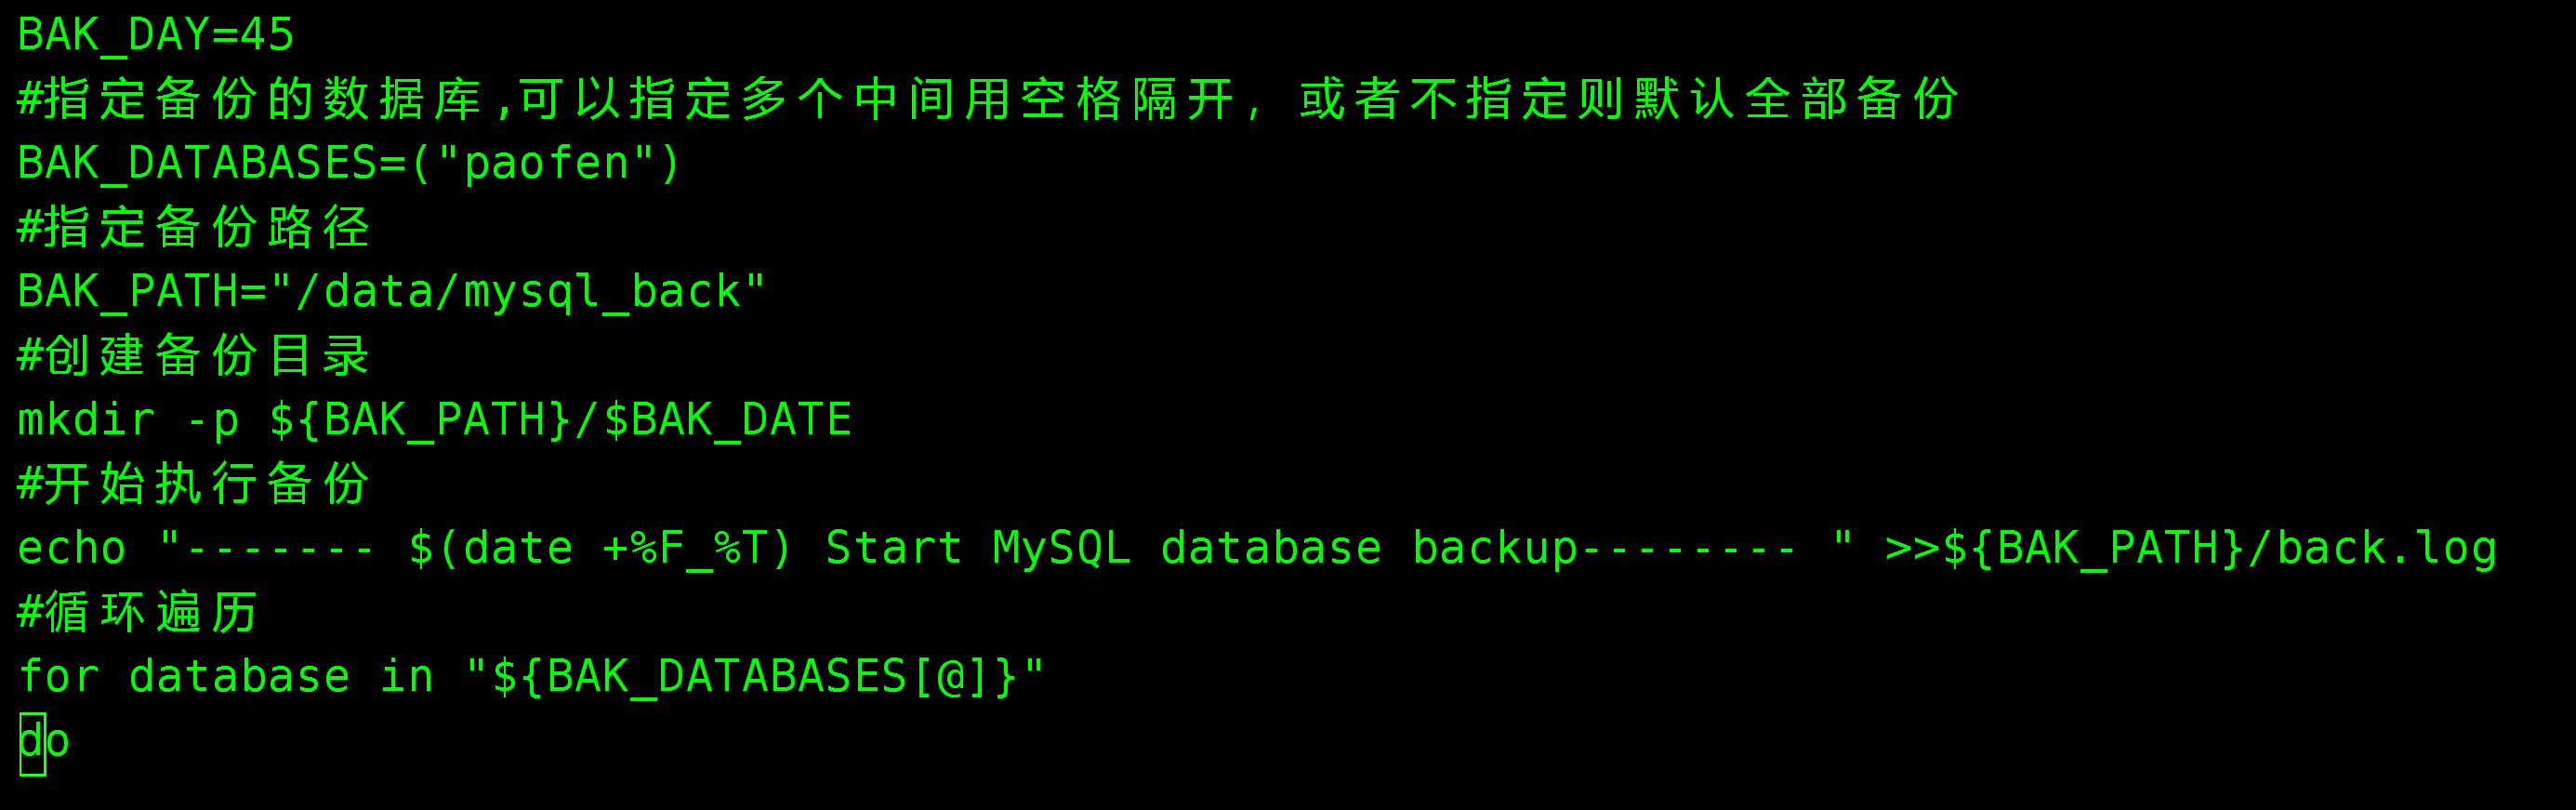 BAK_DAY=45
#指定备份的数据库,可以指定多个中间用空格隔开，或者不指定则默认全部备份
BAK_DATABASES=("paofen")
#指定备份路径
BAK_PATH="/data/mysql_back"
#创建备份目录
mkdir -p ${BAK_PATH}/$BAK_DATE
#开始执行备份
echo "------- $(date +%F_%T) Start MySQL database backup-------- " >>${BAK_PATH}/back.log
#循环遍历
for database in "${BAK_DATABASES[@]}"
do